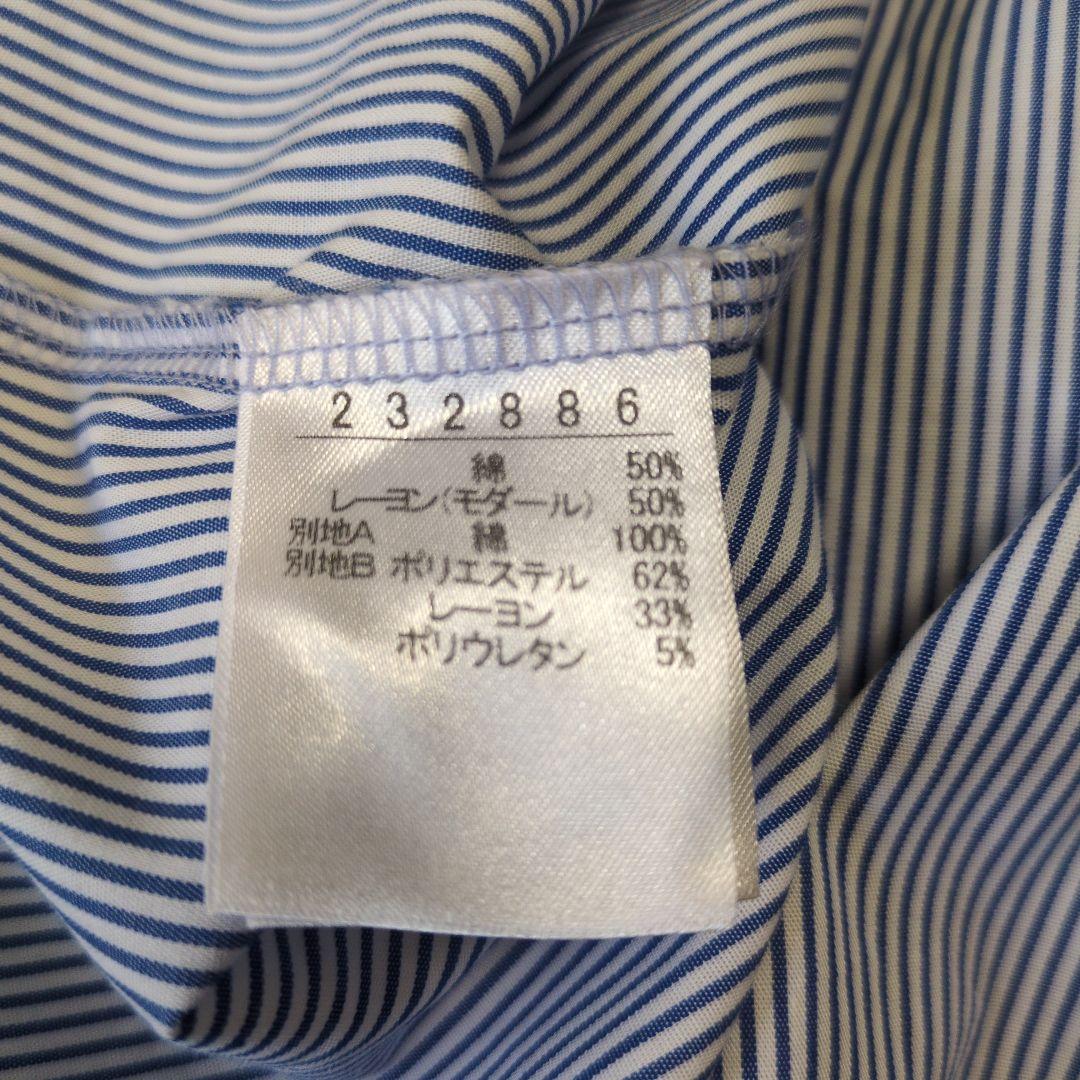 232886
綿 50%
レーヨン(モダール) 50%
別地A 綿 100%
別地B ポリエステル 62%
レーヨン 33%
ポリウレタン 5%